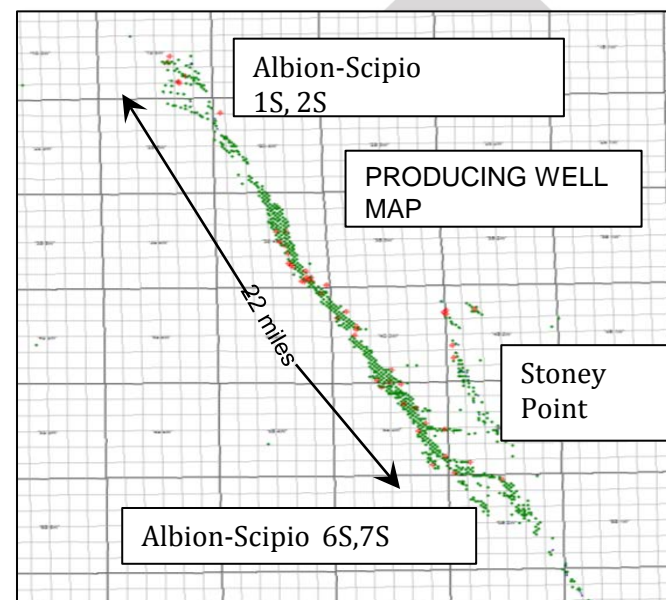 Albion-Scipio
1S, 2S
PRODUCING WELL
MAP
22 miles
Stoney
Point
Albion-Scipio 6S,7S